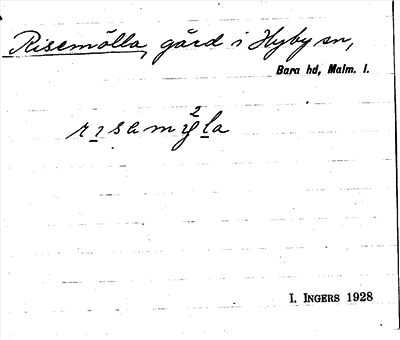 Risemölla, gård i Hyby sn,
Bara hd, Malm. l.
I. INGERS 1928